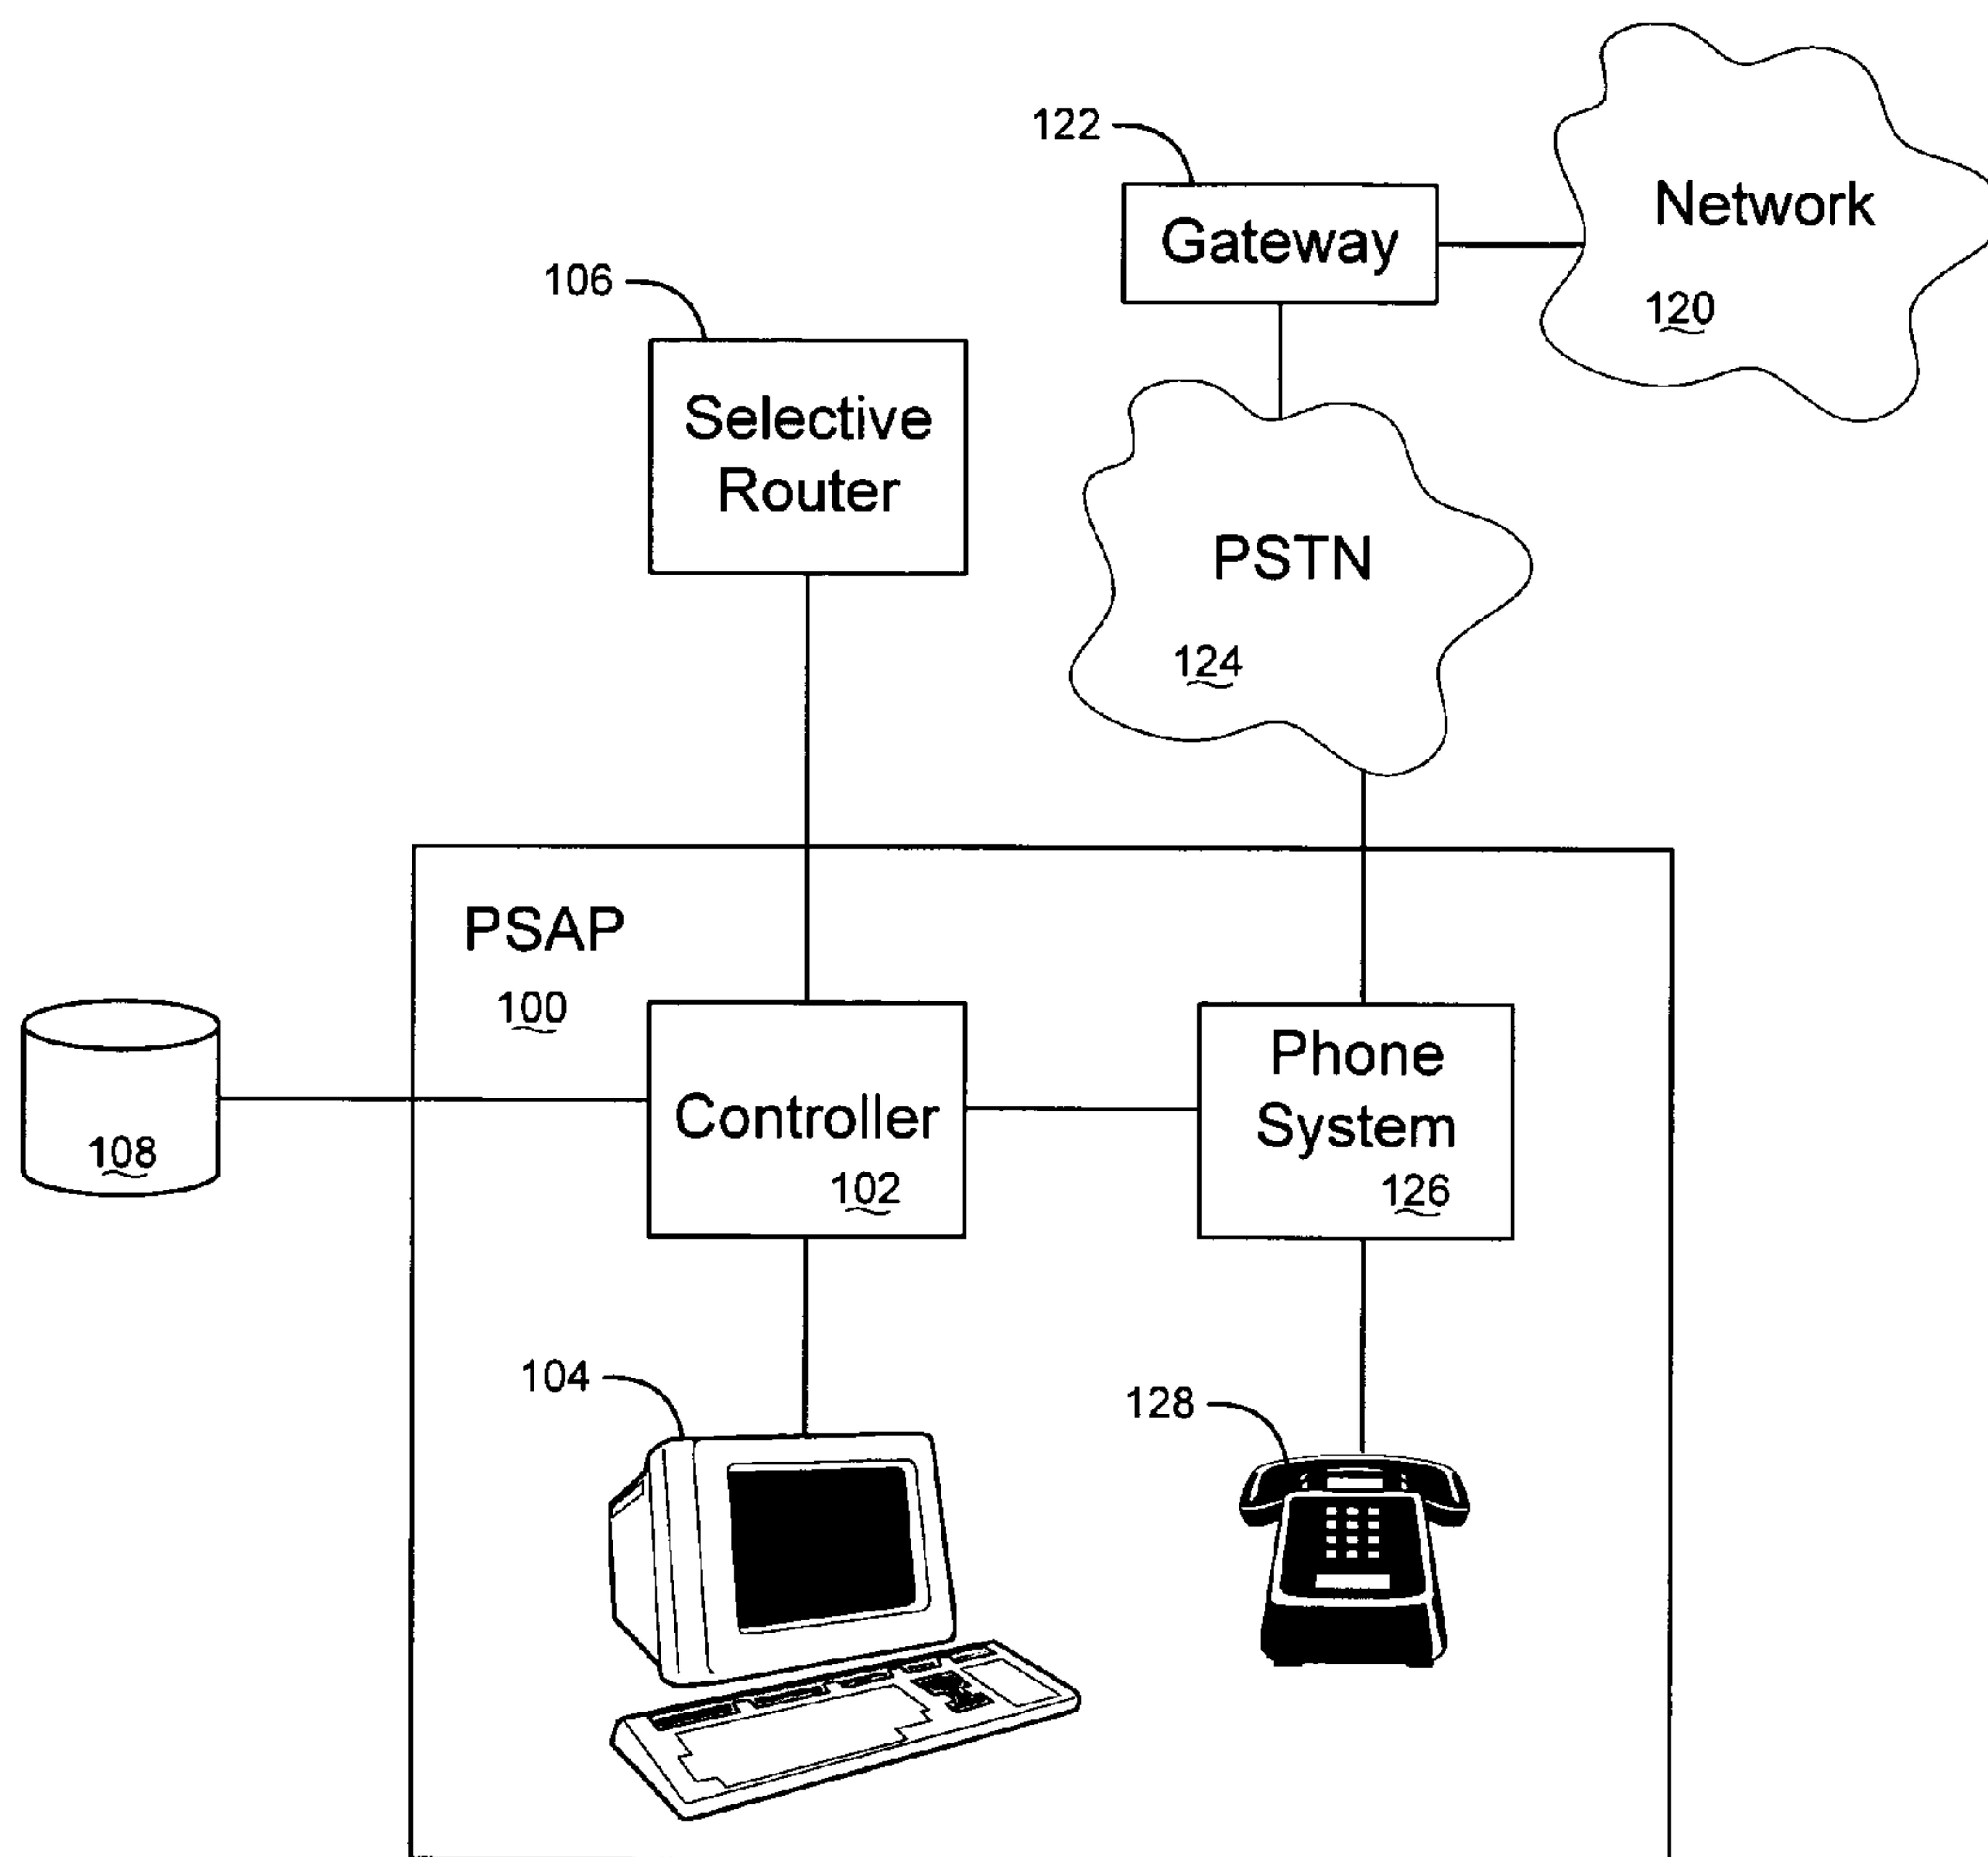 122
Gateway
Network
120
106
Selective
Router
PSTN
124
PSAP
100
108
Controller
102
Phone
System
126
104
128